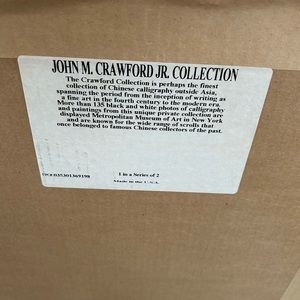 JOHN M. CRAWFORD JR. COLLECTION
The Crawford Collection is perhaps the finest
collection of Chinese calligraphy outside Asia,
spanning the period from the inception of writing as
a fine art in the fourth century to the modern era.
More than 135 black and white photos of calligraphy
and paintings from this unique private collection are
displayed Metropolitan Museum of Art in New York
and are known for the wide range of scrolls that
once belonged to famous Chinese collectors of the past.
1 in a Series of 2
Made in the U.S.A.